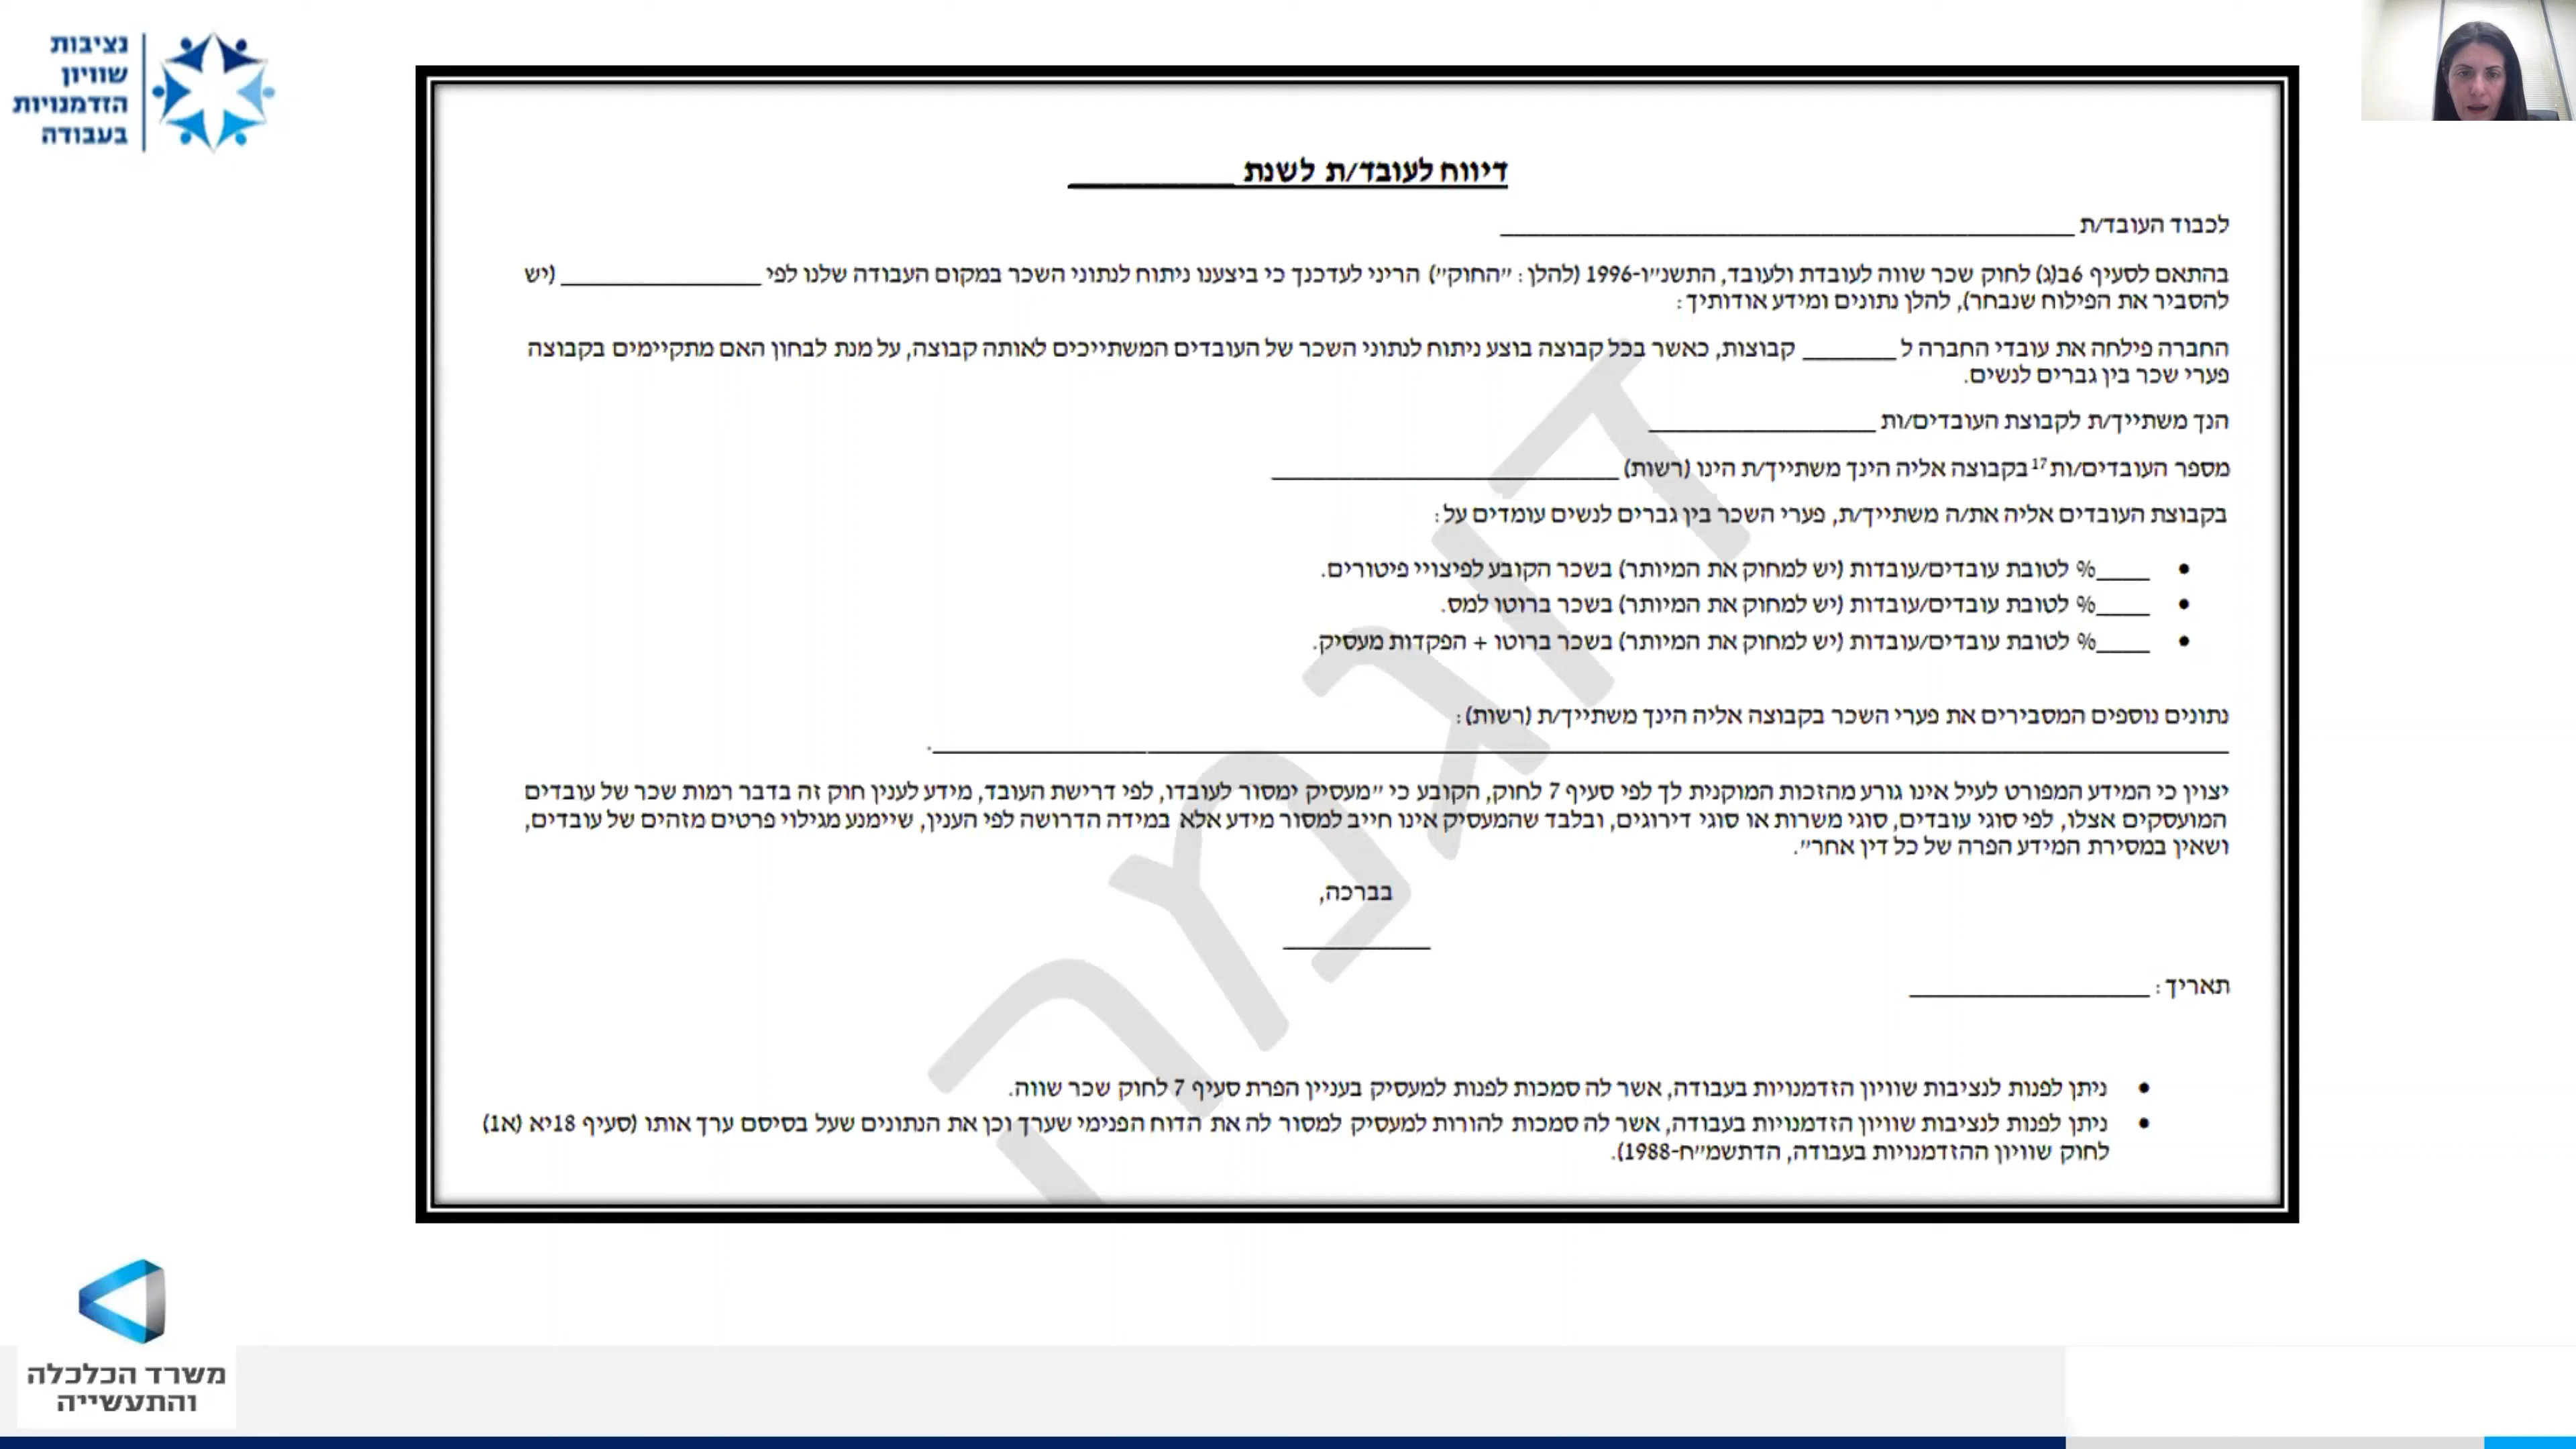 נציבות
שוויון
הזדמנויות
בעבודה
דיווח לעובד/ת לשנת ____________
לכבוד העובד/ת ____________________________________________
בהתאם לסעיף 6ב(ג) לחוק שכר שווה לעובדת ולעובד, התשנ״ו-1996 (להלן: ״החוק״) הריני לעדכנך כי ביצענו ניתוח לנתוני השכר במקום העבודה שלנו לפי _______________ (יש
להסביר את הפילוח שנבחר), להלן נתונים ומידע אודותיך:
החברה פילחה את עובדי החברה ל _______ קבוצות, כאשר בכל קבוצה בוצע ניתוח לנתוני השכר של העובדים המשתייכים לאותה קבוצה, על מנת לבחון האם מתקיימים בקבוצה
פערי שכר בין גברים לנשים.
הנך משתייך/ת לקבוצת העובדים/ות _________________
מספר העובדים/ות17 בקבוצה אליה הינך משתייך/ת הינו (רשות) __________________________
בקבוצת העובדים אליה את/ה משתייך/ת, פערי השכר בין גברים לנשים עומדים על:
• ____% לטובת עובדים/עובדות (יש למחוק את המיותר) בשכר הקובע לפיצויי פיטורים.
• ____% לטובת עובדים/עובדות (יש למחוק את המיותר) בשכר ברוטו למס.
• ____% לטובת עובדים/עובדות (יש למחוק את המיותר) בשכר ברוטו + הפקדות מעסיק.
נתונים נוספים המסבירים את פערי השכר בקבוצה אליה הינך משתייך/ת (רשות):
____________________________________________________________.
יצוין כי המידע המפורט לעיל אינו גורע מהזכות המוקנית לך לפי סעיף 7 לחוק, הקובע כי ״מעסיק ימסור לעובדו, לפי דרישת העובד, מידע לענין חוק זה בדבר רמות שכר של עובדים
המועסקים אצלו, לפי סוגי עובדים, סוגי משרות או סוגי דירוגים, ובלבד שהמעסיק אינו חייב למסור מידע אלא במידה הדרושה לפי הענין, שיימנע מגילוי פרטים מזהים של עובדים,
ושאין במסירת המידע הפרה של כל דין אחר״.
בברכה,
___________
תאריך: __________________
• ניתן לפנות לנציבות שוויון הזדמנויות בעבודה, אשר לה סמכות לפנות למעסיק בעניין הפרת סעיף 7 לחוק שכר שווה.
• ניתן לפנות לנציבות שוויון הזדמנויות בעבודה, אשר לה סמכות להורות למעסיק למסור לה את הדוח הפנימי שערך וכן את הנתונים שעל בסיסם ערך אותו (סעיף 18יא (א1)
לחוק שוויון ההזדמנויות בעבודה, הדתשמ״ח-1988).
דוגמה
משרד הכלכלה
והתעשייה